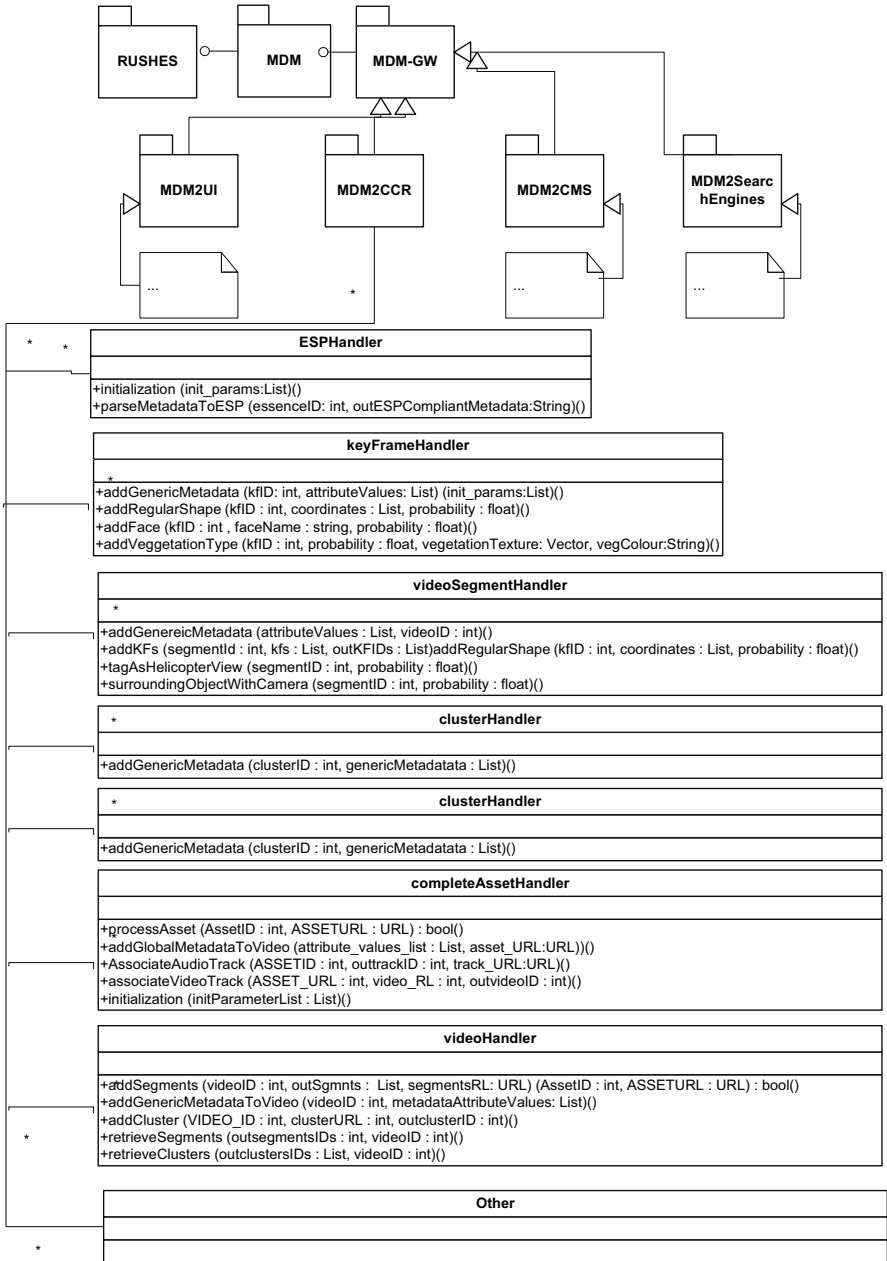 RUSHES
MDM
MDM-GW
MDM2UI
MDM2CCR
MDM2CMS
MDM2Searc
hEngines
...
...
...
*
*
*
ESPHandler
+initialization (init_params:List)()
+parseMetadataToESP (essenceID: int, outESPCompliantMetadata:String)()
keyFrameHandler
*
+addGenericMetadata (kfID: int, attributeValues: List) (init_params:List)()
+addRegularShape (kfID : int, coordinates : List, probability : float)()
+addFace (kfID : int , faceName : string, probability : float)()
+addVeggetationType (kfID : int, probability : float, vegetationTexture: Vector, vegColour:String)()
videoSegmentHandler
*
+addGenereicMetadata (attributeValues : List, videoID : int)()
+addKFs (segmentId : int, kfs : List, outKFIDs : List)addRegularShape (kfID : int, coordinates : List, probability : float)()
+tagAsHelicopterView (segmentID : int, probability : float)()
+surroundingObjectWithCamera (segmentID : int, probability : float)()
*
clusterHandler
+addGenericMetadata (clusterID : int, genericMetadatata : List)()
*
clusterHandler
+addGenericMetadata (clusterID : int, genericMetadatata : List)()
completeAssetHandler
+processAsset (AssetID : int, ASSETURL : URL) : bool()
*
+addGlobalMetadataToVideo (attribute_values_list : List, asset_URL:URL))()
+AssociateAudioTrack (ASSETID : int, outtrackID : int, track_URL:URL)()
+associateVideoTrack (ASSET_URL : int, video_RL : int, outvideoID : int)()
+initialization (initParameterList : List)()
videoHandler
*
+addSegments (videoID : int, outSgmnts : List, segmentsRL: URL) (AssetID : int, ASSETURL : URL) : bool()
+addGenericMetadataToVideo (videoID : int, metadataAttributeValues: List)()
+addCluster (VIDEO_ID : int, clusterURL : int, outclusterID : int)()
+retrieveSegments (outsegmentsIDs : int, videoID : int)()
+retrieveClusters (outclustersIDs : List, videoID : int)()
*
Other
*